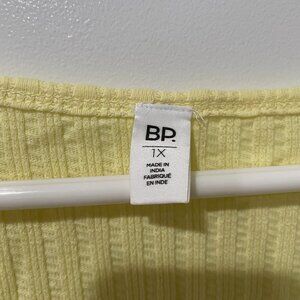 BP.
1X
MADE IN
INDIA
FABRIQUÉ
EN INDE